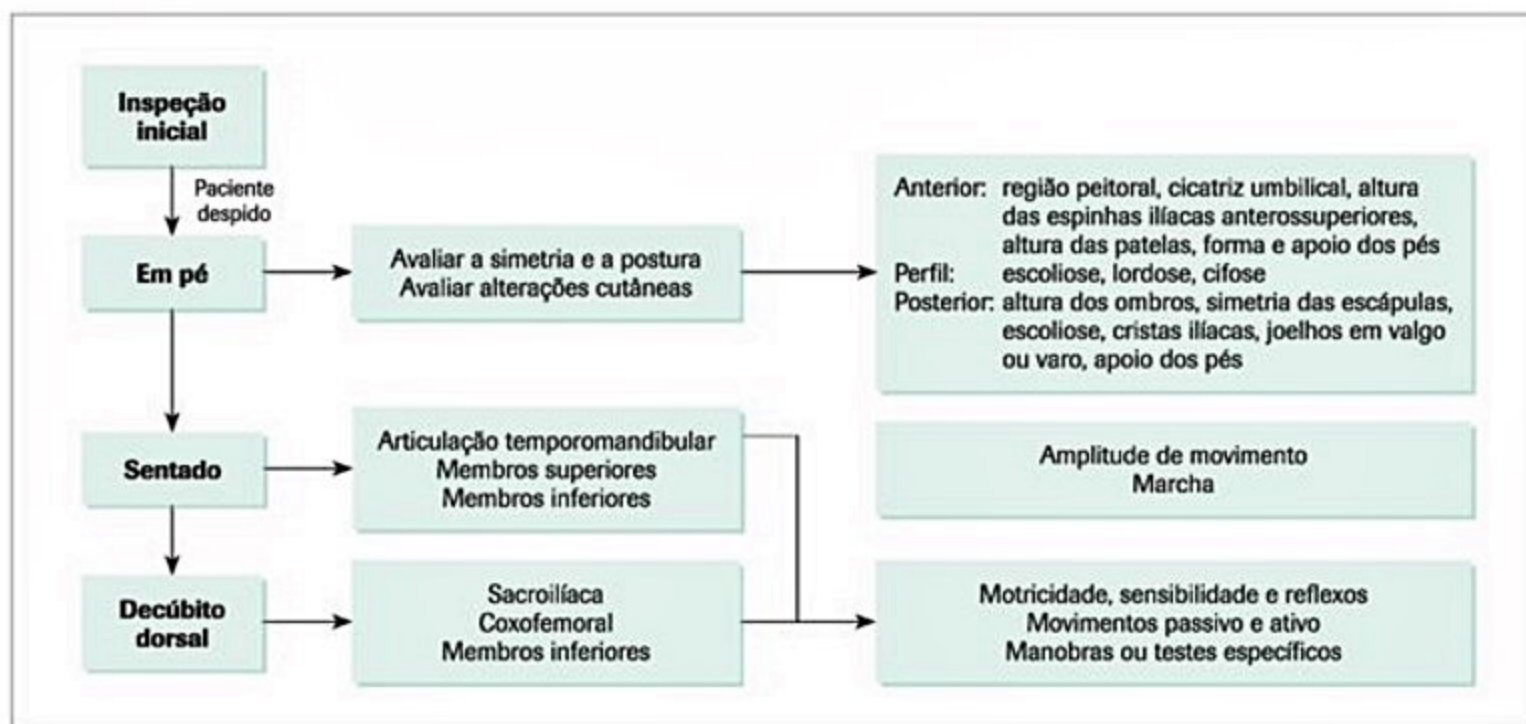 Inspeção
inicial
Paciente
despido
Em pé
Avaliar a simetria e a postura
Avaliar alterações cutâneas
Anterior: região peitoral, cicatriz umbilical, altura
das espinhas ilíacas anterossuperiores,
altura das patelas, forma e apoio dos pés
Perfil: escoliose, lordose, cifose
Posterior: altura dos ombros, simetria das escápulas,
escoliose, cristas ilíacas, joelhos em valgo
ou varo, apoio dos pés
Sentado
Articulação temporomandibular
Membros superiores
Membros inferiores
Amplitude de movimento
Marcha
Decúbito
dorsal
Sacroilíaca
Coxofemoral
Membros inferiores
Motricidade, sensibilidade e reflexos
Movimentos passivo e ativo
Manobras ou testes específicos